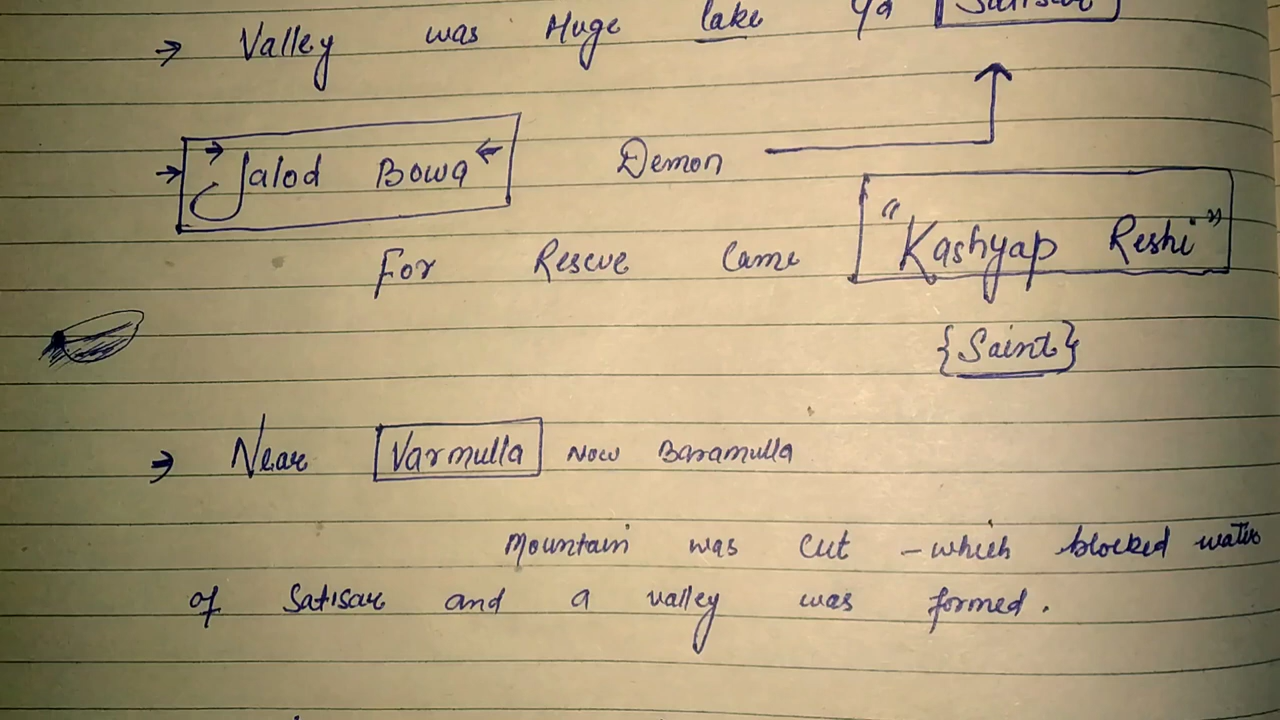 → Valley was Huge lake ya Satisar
→ → Jalod Bowa ← Demon
For Rescue Came "Kashyap Reshi"
{Saint}
→ Near Varmulla Now Baramulla
Mountain was cut - which blocked water
of Satisar and a valley was formed.